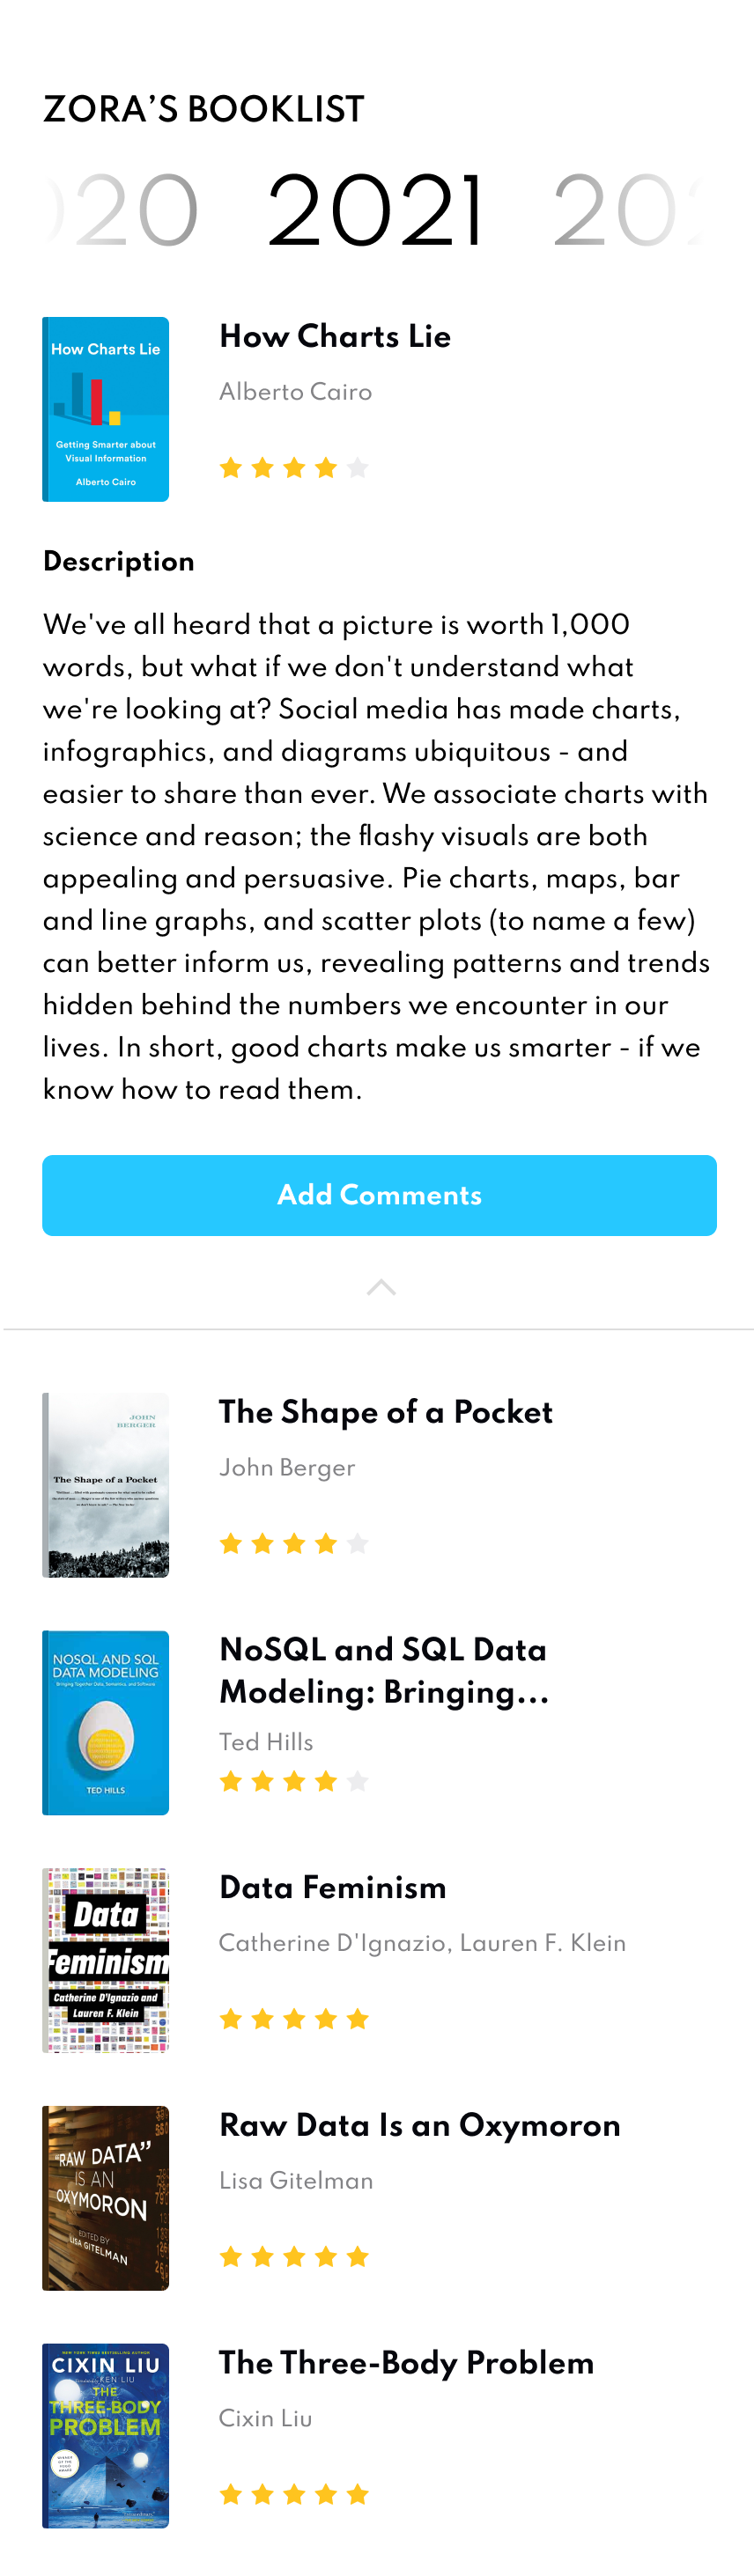 ZORA’S BOOKLIST
020 2021 202
How Charts Lie
Getting Smarter about
Visual Information
Alberto Cairo
How Charts Lie
Alberto Cairo
Description
We've all heard that a picture is worth 1,000
words, but what if we don't understand what
we're looking at? Social media has made charts,
infographics, and diagrams ubiquitous - and
easier to share than ever. We associate charts with
science and reason; the flashy visuals are both
appealing and persuasive. Pie charts, maps, bar
and line graphs, and scatter plots (to name a few)
can better inform us, revealing patterns and trends
hidden behind the numbers we encounter in our
lives. In short, good charts make us smarter - if we
know how to read them.
Add Comments
JOHN
BERGER
The Shape of a Pocket
The Shape of a Pocket
John Berger
NOSQL AND SQL
DATA MODELING
Bringing Together Data, Semantics, and Software
TED HILLS
NoSQL and SQL Data
Modeling: Bringing...
Ted Hills
Data
Feminism
Catherine D'Ignazio and
Lauren F. Klein
Data Feminism
Catherine D'Ignazio, Lauren F. Klein
“RAW DATA”
IS AN
OXYMORON
EDITED BY
LISA GITELMAN
Raw Data Is an Oxymoron
Lisa Gitelman
CIXIN LIU
KEN LIU
THE
THREE-BODY
PROBLEM
The Three-Body Problem
Cixin Liu